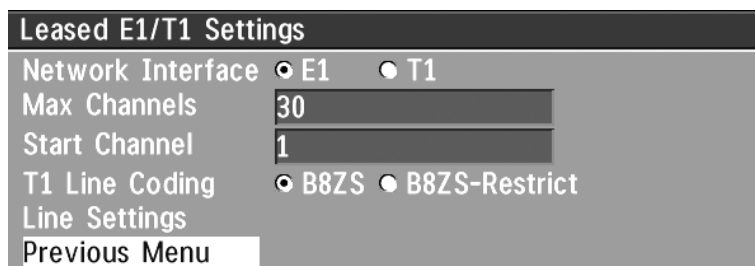 Leased E1/T1 Settings
Network Interface E1 T1
Max Channels 30
Start Channel 1
T1 Line Coding B8ZS B8ZS-Restrict
Line Settings
Previous Menu